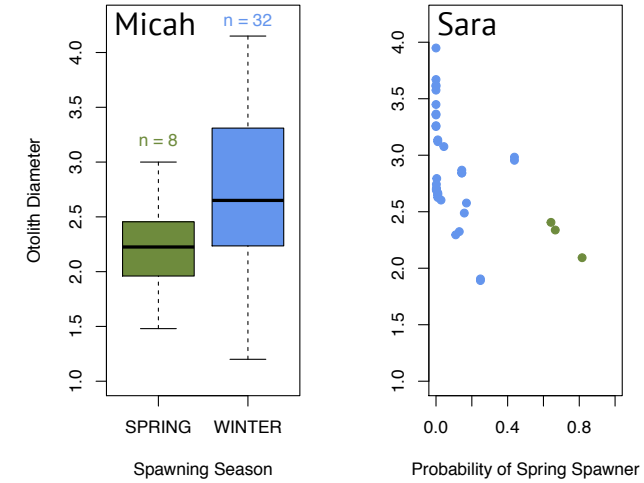 Micah
n = 32
n = 8
Otolith Diameter
4.0
3.5
3.0
2.5
2.0
1.5
1.0
SPRING
WINTER
Spawning Season
Sara
4.0
3.5
3.0
2.5
2.0
1.5
1.0
0.0
0.4
0.8
Probability of Spring Spawner